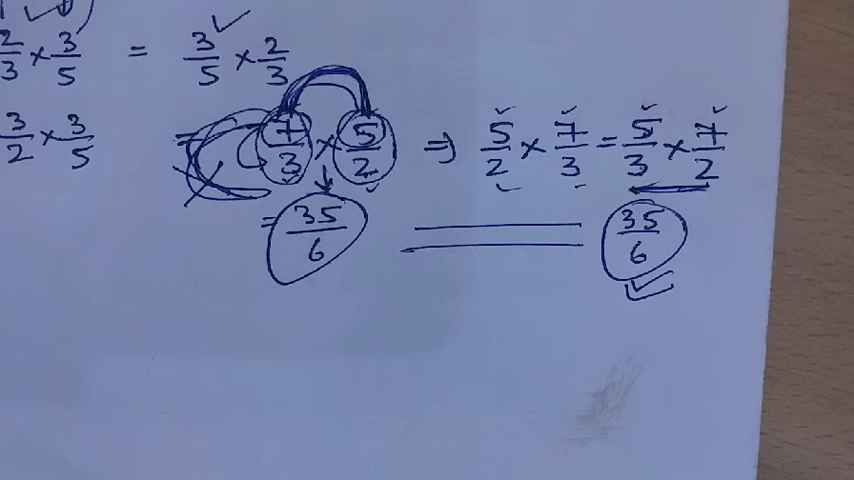 2/3 × 3/5 = 3/5 × 2/3
3/2 × 3/5 = 7/3 × 5/2 ⇒ 5/2 × 7/3 = 5/3 × 7/2
= 35/6 = 35/6